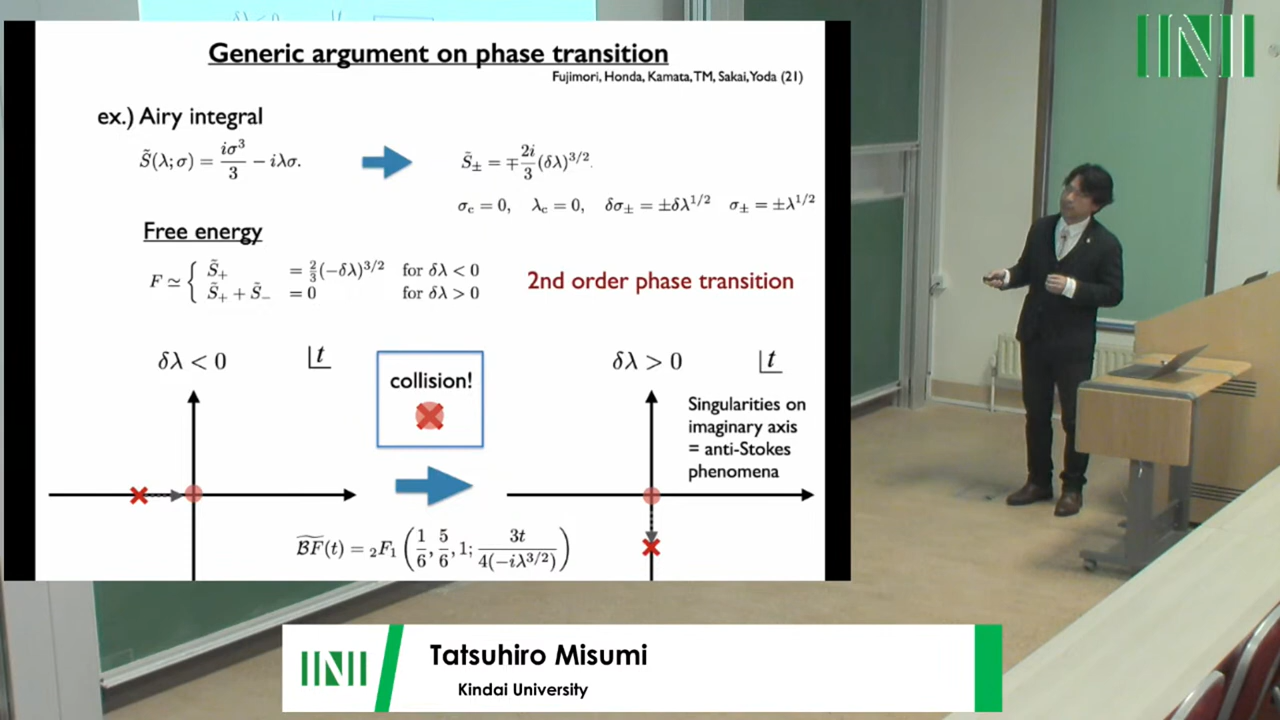 Generic argument on phase transition
Fujimori, Honda, Kamata, TM, Sakai, Yoda (21)
ex.) Airy integral
S̃(λ;σ) = iσ³/3 − iλσ.
S̃± = ∓ 2i/3 (δλ)^{3/2}.
σc = 0, λc = 0, δσ± = ±δλ^{1/2} σ± = ±λ^{1/2}
Free energy
F ≃ { S̃₊ = 2/3 (−δλ)^{3/2} for δλ < 0
S̃₊ + S̃₋ = 0 for δλ > 0
2nd order phase transition
δλ < 0 t
collision!
δλ > 0 t
Singularities on
imaginary axis
= anti-Stokes
phenomena
B̃F(t) = ₂F₁(1/6, 5/6, 1; 3t/4(−iλ^{3/2}))
INI
INI
Tatsuhiro Misumi
Kindai University